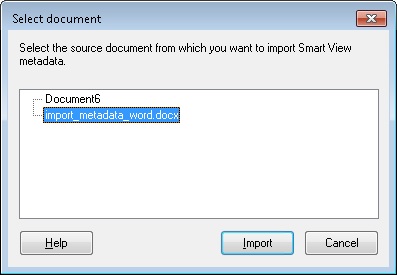 Select document
Select the source document from which you want to import Smart View
metadata.
Document6
import_metadata_word.docx
Help
Import
Cancel